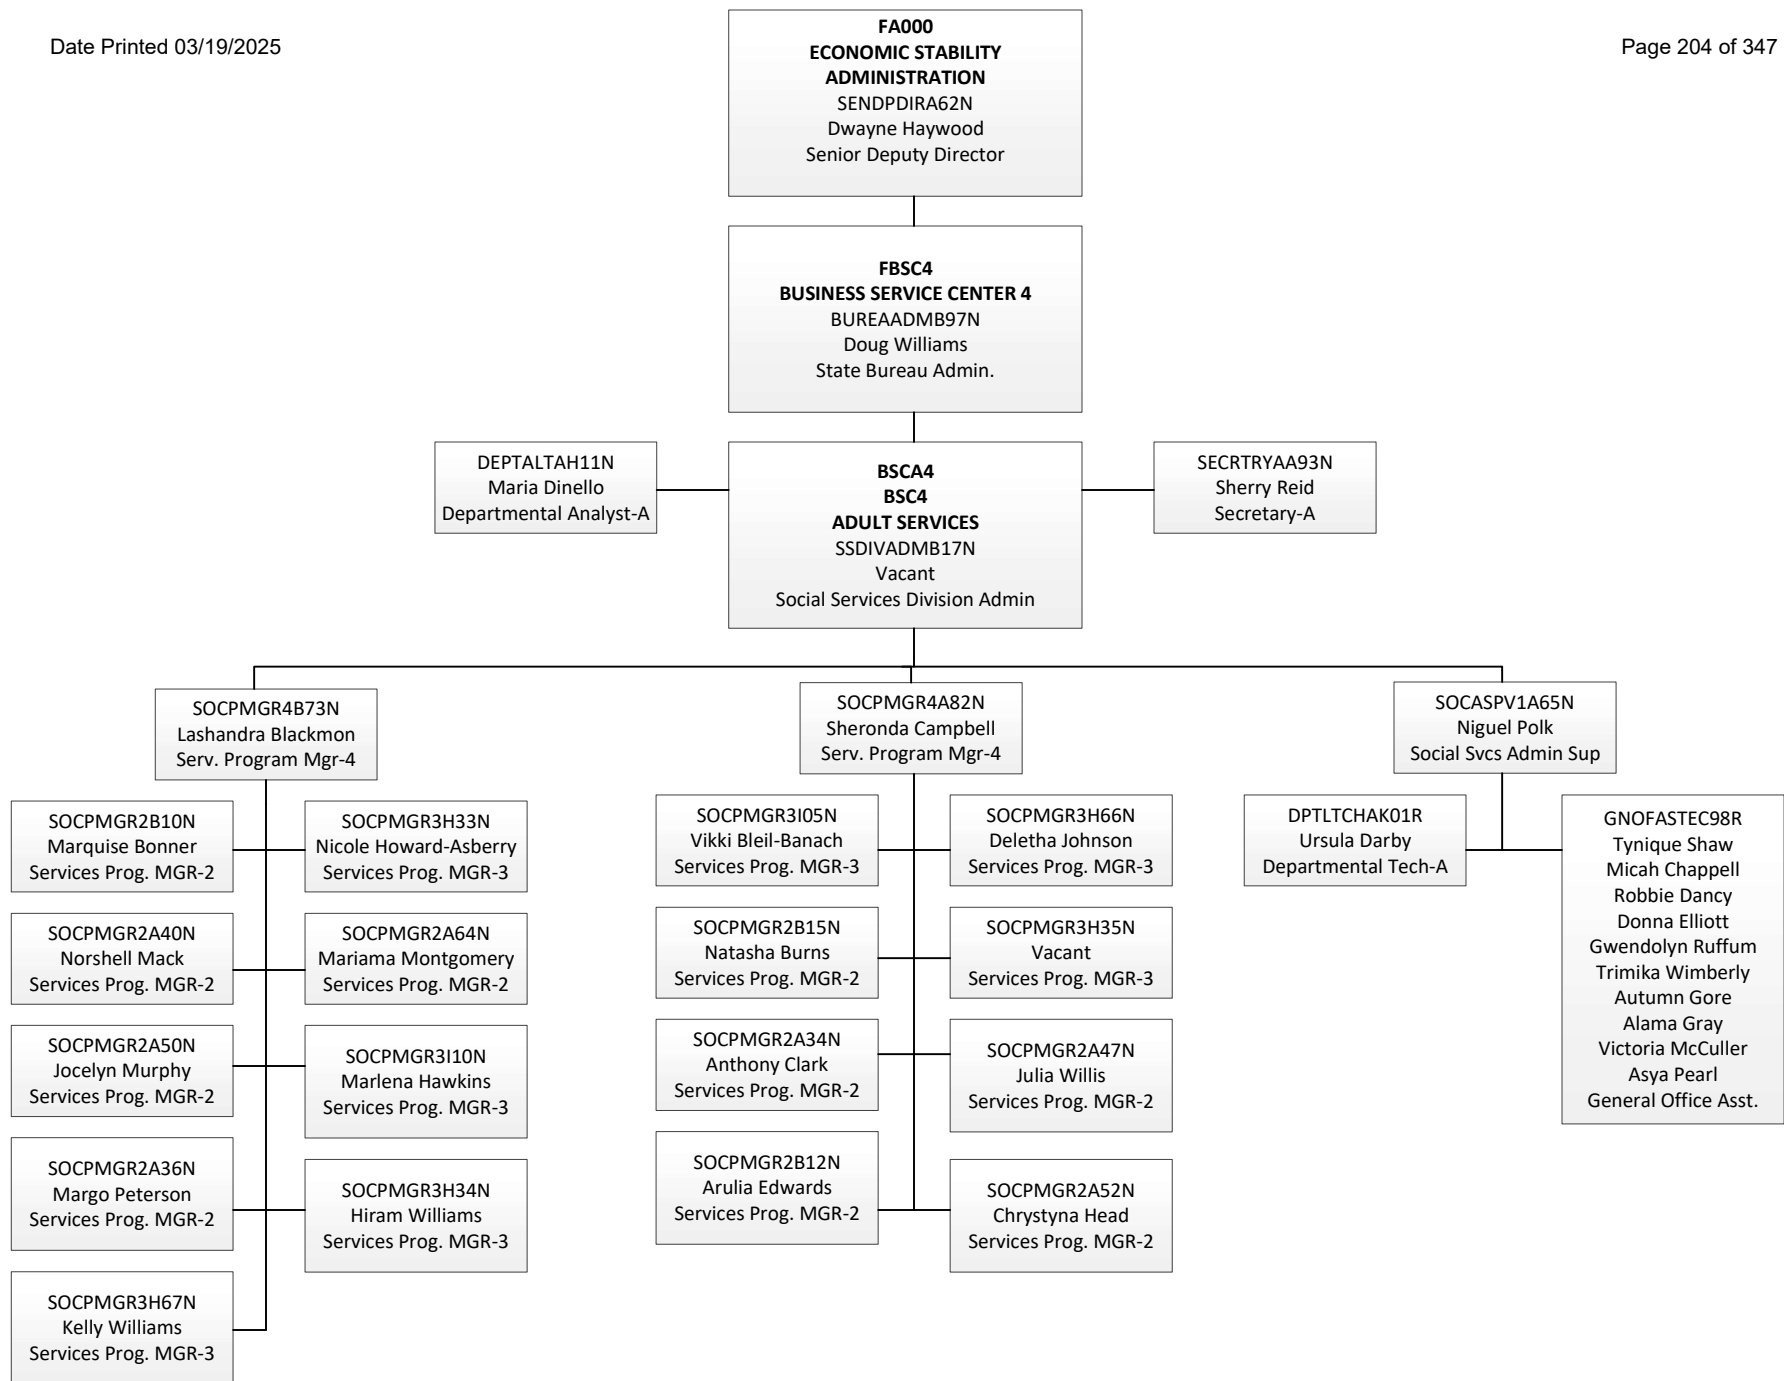 Date Printed 03/19/2025
Page 204 of 347
FA000
ECONOMIC STABILITY
ADMINISTRATION
SENDPDIRA62N
Dwayne Haywood
Senior Deputy Director
FBSC4
BUSINESS SERVICE CENTER 4
BUREAADMB97N
Doug Williams
State Bureau Admin.
DEPTALTAH11N
Maria Dinello
Departmental Analyst-A
BSCA4
BSC4
ADULT SERVICES
SSDIVADMB17N
Vacant
Social Services Division Admin
SECRTRYAA93N
Sherry Reid
Secretary-A
SOCPMGR4B73N
Lashandra Blackmon
Serv. Program Mgr-4
SOCPMGR2B10N
Marquise Bonner
Services Prog. MGR-2
SOCPMGR3H33N
Nicole Howard-Asberry
Services Prog. MGR-3
SOCPMGR2A40N
Norshell Mack
Services Prog. MGR-2
SOCPMGR2A64N
Mariama Montgomery
Services Prog. MGR-2
SOCPMGR2A50N
Jocelyn Murphy
Services Prog. MGR-2
SOCPMGR3I10N
Marlena Hawkins
Services Prog. MGR-3
SOCPMGR2A36N
Margo Peterson
Services Prog. MGR-2
SOCPMGR3H34N
Hiram Williams
Services Prog. MGR-3
SOCPMGR3H67N
Kelly Williams
Services Prog. MGR-3
SOCPMGR4A82N
Sheronda Campbell
Serv. Program Mgr-4
SOCPMGR3I05N
Vikki Bleil-Banach
Services Prog. MGR-3
SOCPMGR3H66N
Deletha Johnson
Services Prog. MGR-3
SOCPMGR2B15N
Natasha Burns
Services Prog. MGR-2
SOCPMGR3H35N
Vacant
Services Prog. MGR-3
SOCPMGR2A34N
Anthony Clark
Services Prog. MGR-2
SOCPMGR2A47N
Julia Willis
Services Prog. MGR-2
SOCPMGR2B12N
Arulia Edwards
Services Prog. MGR-2
SOCPMGR2A52N
Chrystyna Head
Services Prog. MGR-2
SOCASPV1A65N
Niguel Polk
Social Svcs Admin Sup
DPTLTCHAK01R
Ursula Darby
Departmental Tech-A
GNOFASTEC98R
Tynique Shaw
Micah Chappell
Robbie Dancy
Donna Elliott
Gwendolyn Ruffum
Trimika Wimberly
Autumn Gore
Alama Gray
Victoria McCuller
Asya Pearl
General Office Asst.